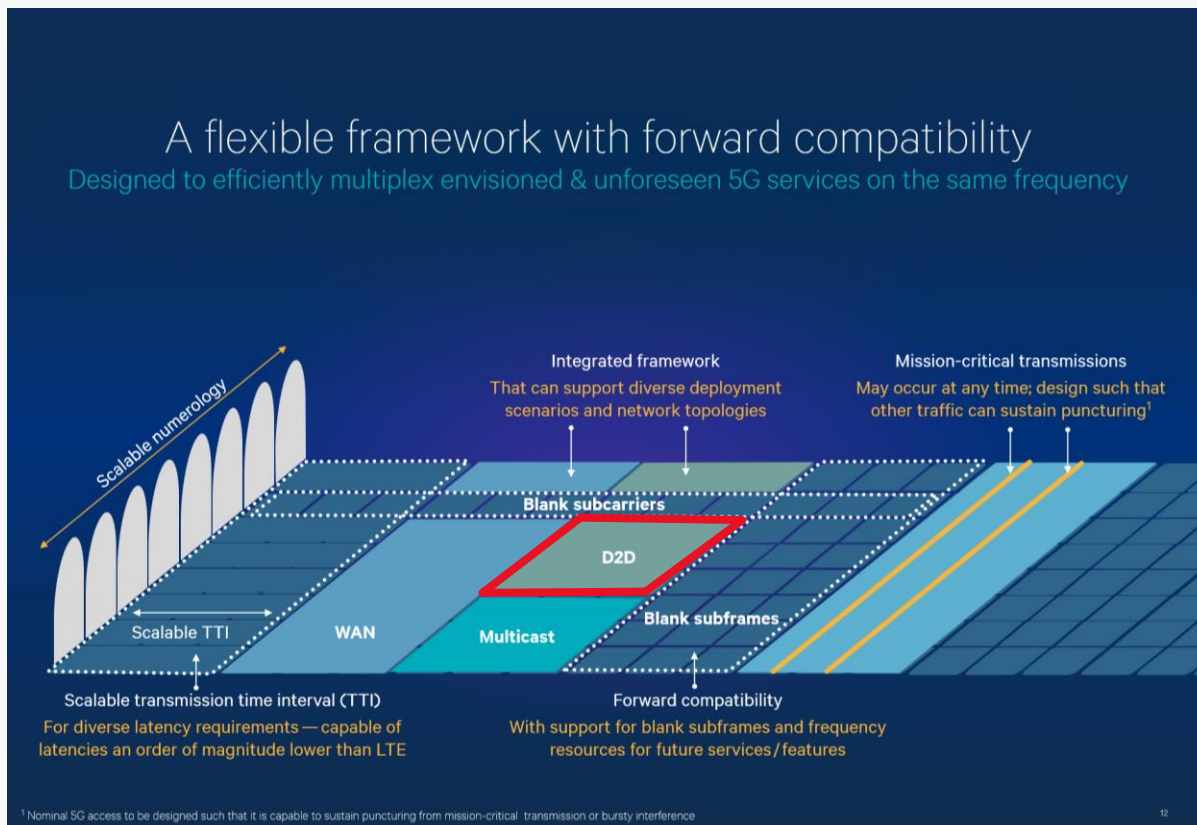 A flexible framework with forward compatibility
Designed to efficiently multiplex envisioned & unforeseen 5G services on the same frequency
Scalable numerology
Integrated framework
That can support diverse deployment
scenarios and network topologies
Mission-critical transmissions
May occur at any time; design such that
other traffic can sustain puncturing¹
Blank subcarriers
D2D
Scalable TTI
WAN
Multicast
Blank subframes
Scalable transmission time interval (TTI)
For diverse latency requirements — capable of
latencies an order of magnitude lower than LTE
Forward compatibility
With support for blank subframes and frequency
resources for future services/features
¹ Nominal 5G access to be designed such that it is capable to sustain puncturing from mission-critical transmission or bursty interference
12